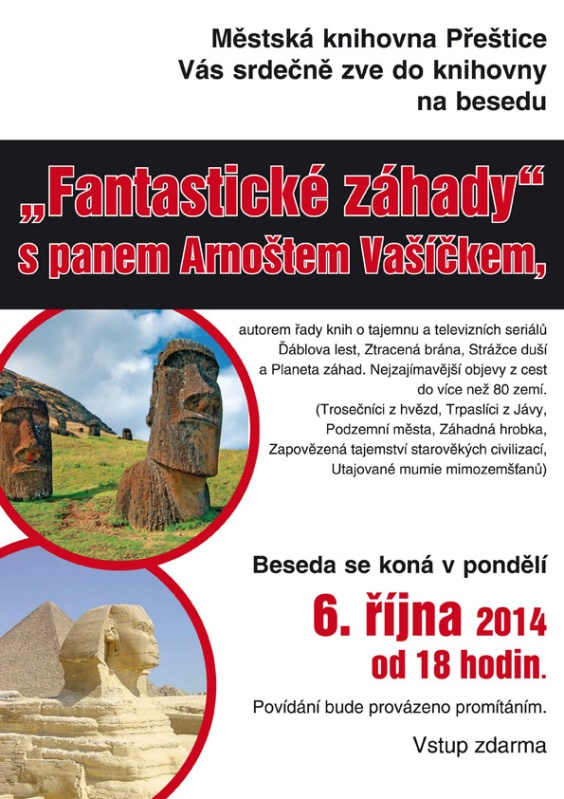 Městská knihovna Přeštice
Vás srdečně zve do knihovny
na besedu
„Fantastické záhady“
s panem Arnoštem Vašíčkem,
autorem řady knih o tajemnu a televizních seriálů
Ďáblova lest, Ztracená brána, Strážce duší
a Planeta záhad. Nejzajímavější objevy z cest
do více než 80 zemí.
(Trosečníci z hvězd, Trpaslíci z Jávy,
Podzemní města, Záhadná hrobka,
Zapovězená tajemství starověkých civilizací,
Utajované mumie mimozemšťanů)
Beseda se koná v pondělí
6. října 2014
od 18 hodin.
Povídání bude provázeno promítáním.
Vstup zdarma